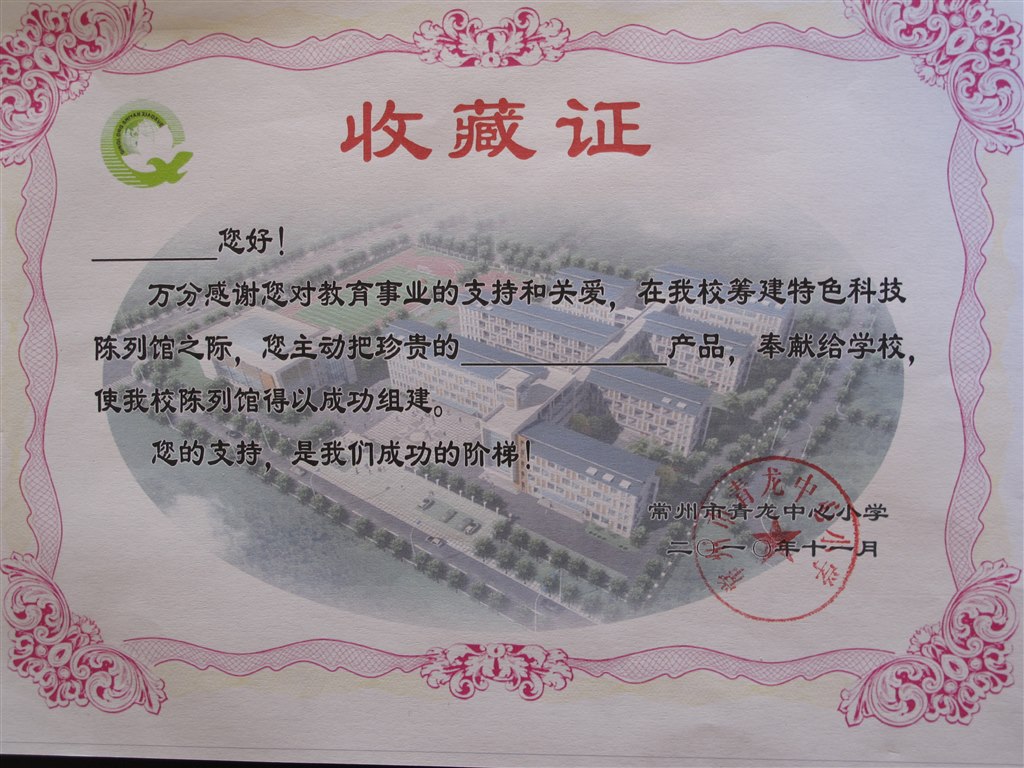 收藏证
您好！
万分感谢您对教育事业的支持和关爱，在我校筹建特色科技
陈列馆之际，您主动把珍贵的 产品，奉献给学校，
使我校陈列馆得以成功组建。
您的支持，是我们成功的阶梯！
常州市青龙中心小学
二〇一〇年十一月